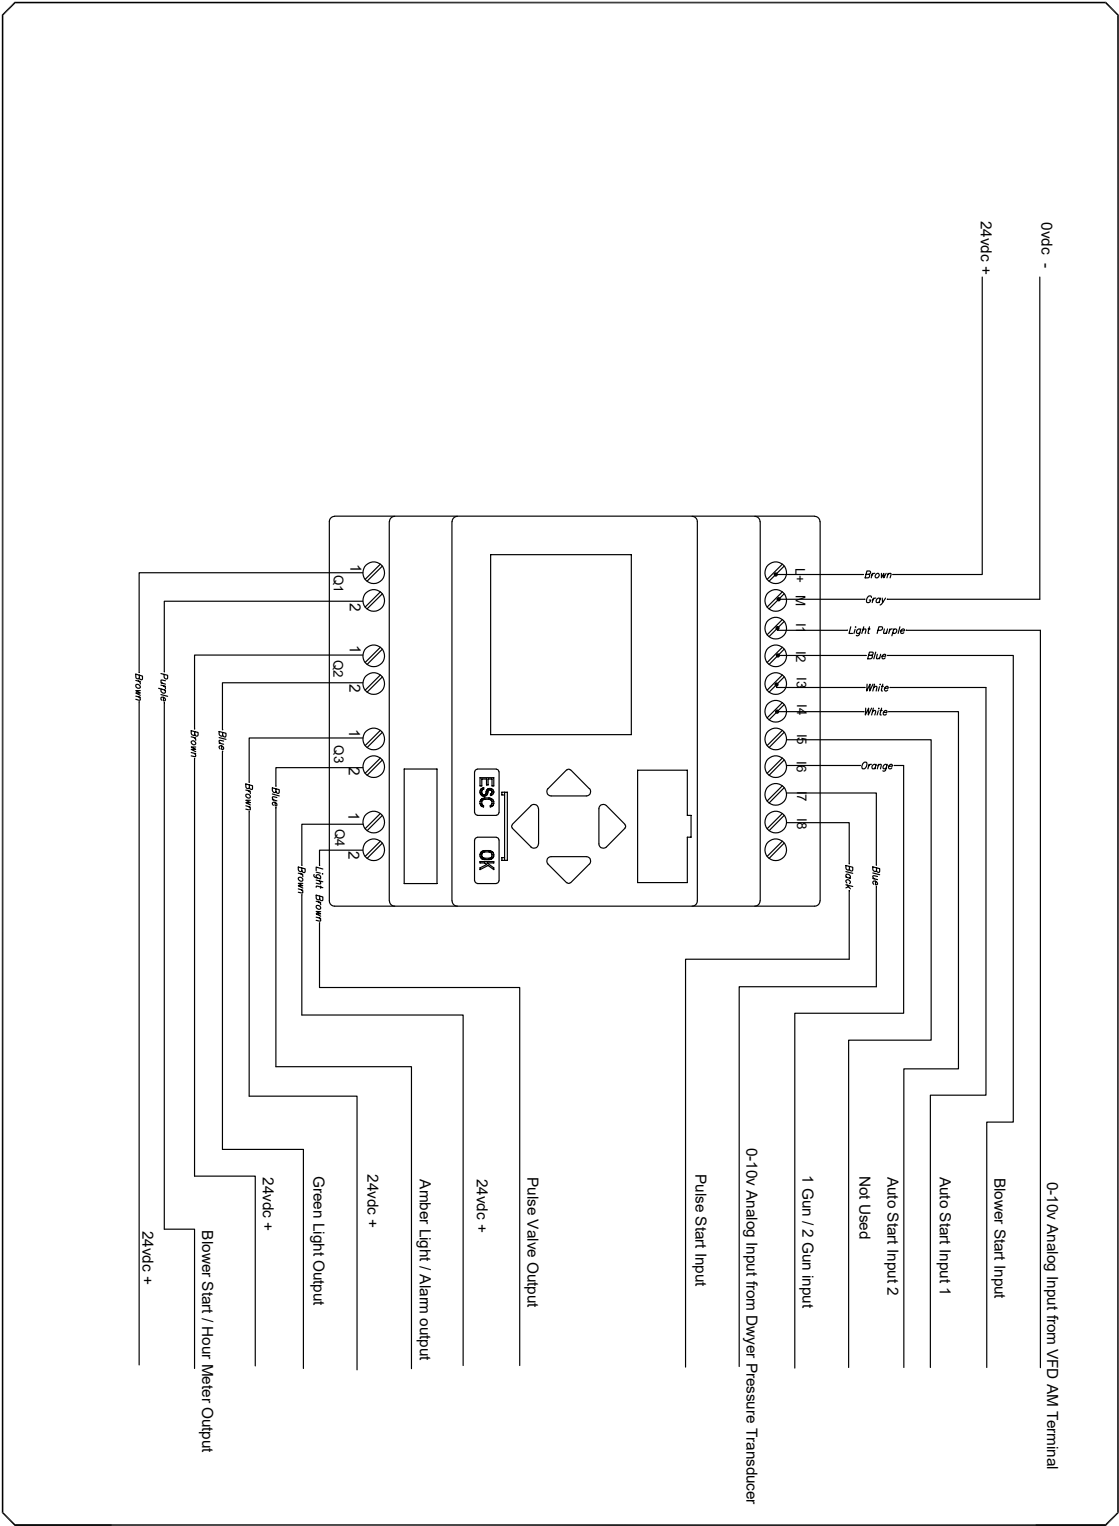 0vdc -
24vdc +
L+
M
I1
I2
I3
I4
I5
I6
I7
I8
Brown
Gray
Light Purple
Blue
White
White
Orange
Blue
Black
0-10v Analog Input from VFD AM Terminal
Blower Start Input
Auto Start Input 1
Auto Start Input 2
Not Used
1 Gun / 2 Gun input
0-10v Analog Input from Dwyer Pressure Transducer
Pulse Start Input
ESC
OK
1
2
Q1
1
2
Q2
1
2
Q3
1
2
Q4
Light Brown
Brown
Blue
Brown
Blue
Brown
Purple
Brown
Pulse Valve Output
24vdc +
Amber Light / Alarm output
24vdc +
Green Light Output
24vdc +
Blower Start / Hour Meter Output
24vdc +